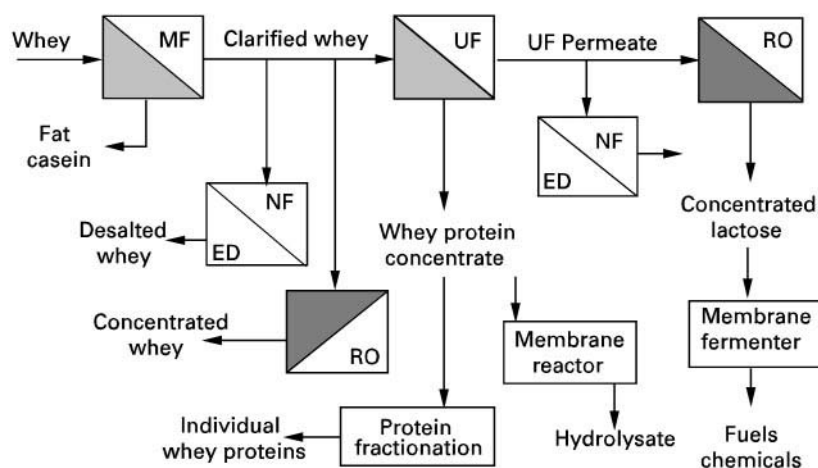 Whey
MF
Clarified whey
UF
UF Permeate
RO
Fat
casein
NF
ED
Desalted
whey
NF
ED
Whey protein
concentrate
Concentrated
lactose
Concentrated
whey
RO
Membrane
reactor
Membrane
fermenter
Individual
whey proteins
Protein
fractionation
Hydrolysate
Fuels
chemicals